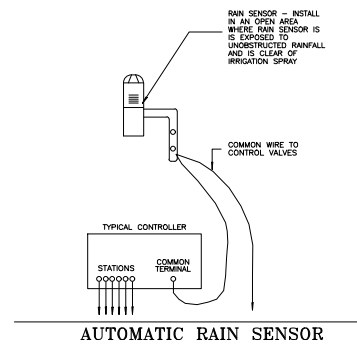 RAIN SENSOR - INSTALL
IN AN OPEN AREA
WHERE RAIN SENSOR IS
IS EXPOSED TO
UNOBSTRUCTED RAINFALL
AND IS CLEAR OF
IRRIGATION SPRAY
COMMON WIRE TO
CONTROL VALVES
TYPICAL CONTROLLER
STATIONS
COMMON
TERMINAL
AUTOMATIC RAIN SENSOR